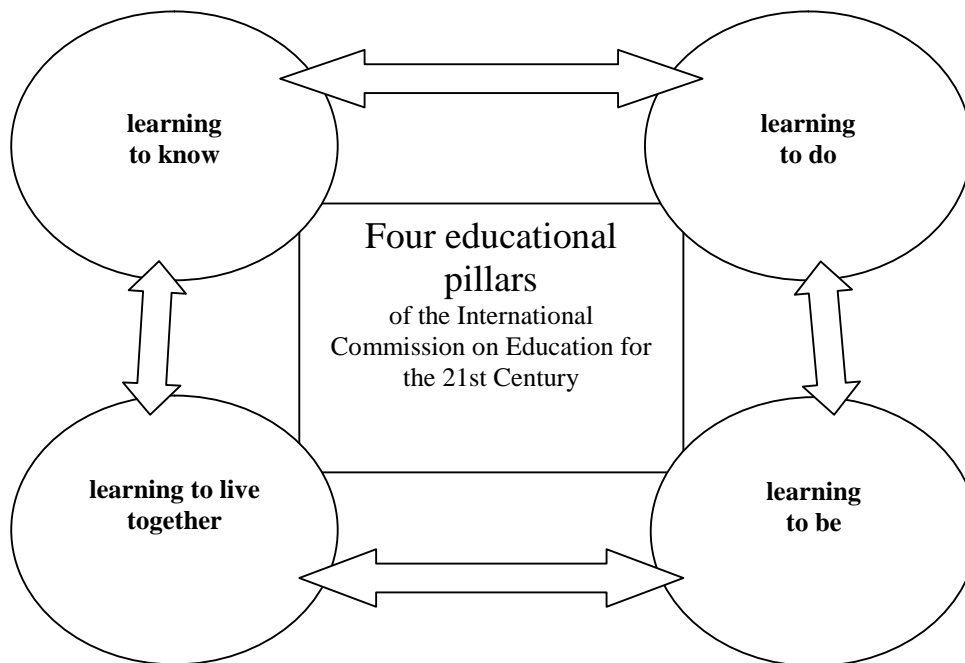 learning
to know
learning
to do
Four educational
pillars
of the International
Commission on Education for
the 21st Century
learning to live
together
learning
to be